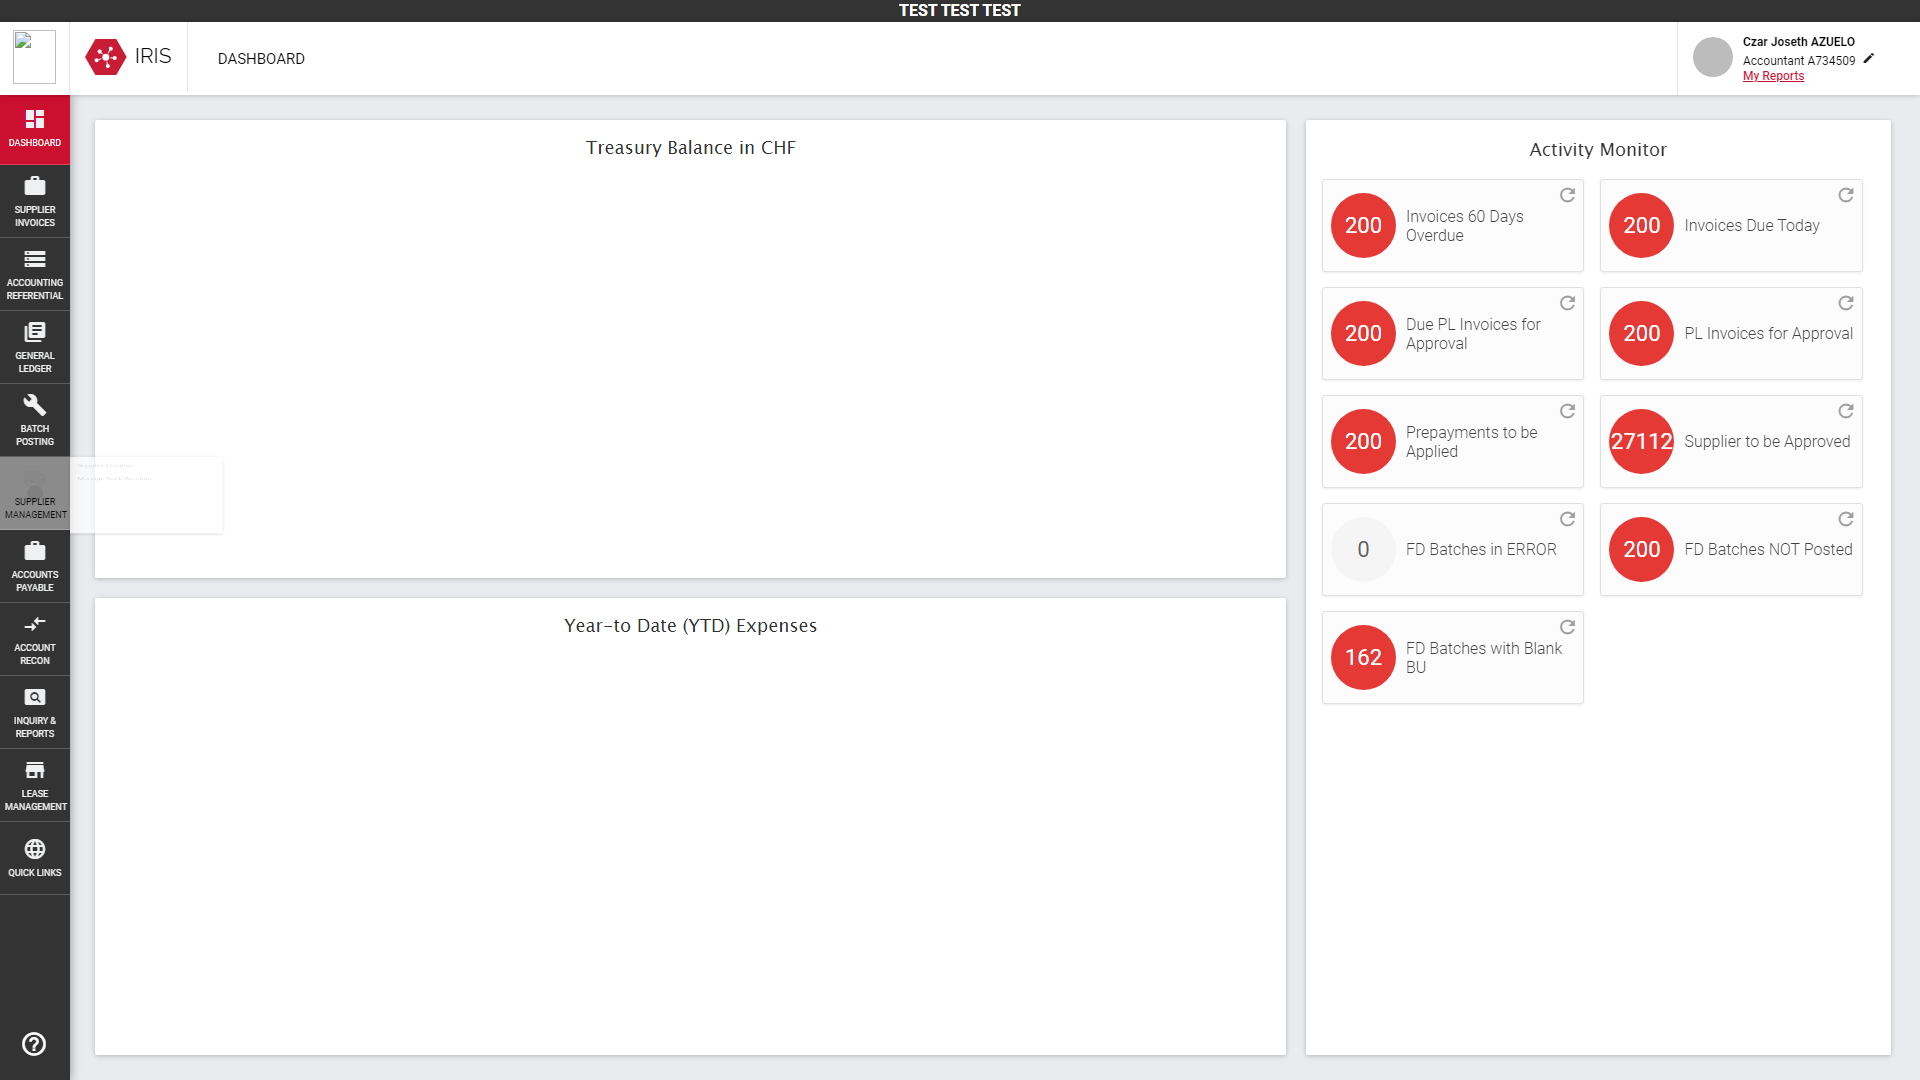 TEST TEST TEST
IRIS
DASHBOARD
Czar Joseth AZUELO
Accountant A734509
My Reports
DASHBOARD
SUPPLIER
INVOICES
ACCOUNTING
REFERENTIAL
GENERAL
LEDGER
BATCH
POSTING
SUPPLIER
MANAGEMENT
ACCOUNTS
PAYABLE
ACCOUNT
RECON
INQUIRY &
REPORTS
LEASE
MANAGEMENT
QUICK LINKS
Treasury Balance in CHF
Year-to Date (YTD) Expenses
Activity Monitor
200
Invoices 60 Days
Overdue
200
Invoices Due Today
200
Due PL Invoices for
Approval
200
PL Invoices for Approval
200
Prepayments to be
Applied
27112
Supplier to be Approved
0
FD Batches in ERROR
200
FD Batches NOT Posted
162
FD Batches with Blank
BU